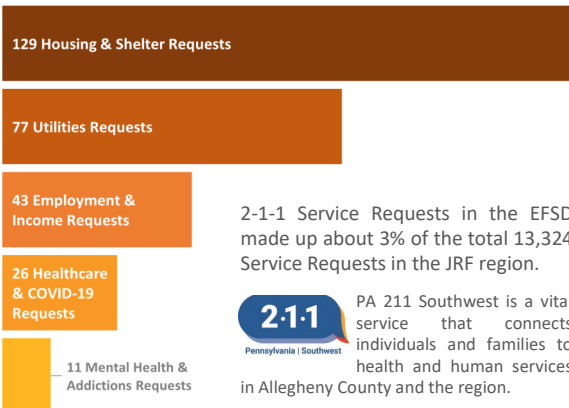 129 Housing & Shelter Requests
77 Utilities Requests
43 Employment &
Income Requests
26 Healthcare
& COVID-19
Requests
11 Mental Health &
Addictions Requests
2-1-1 Service Requests in the EFSD
made up about 3% of the total 13,324
Service Requests in the JRF region.
2·1·1
Pennsylvania | Southwest
PA 211 Southwest is a vital
service that connects
individuals and families to
health and human services
in Allegheny County and the region.